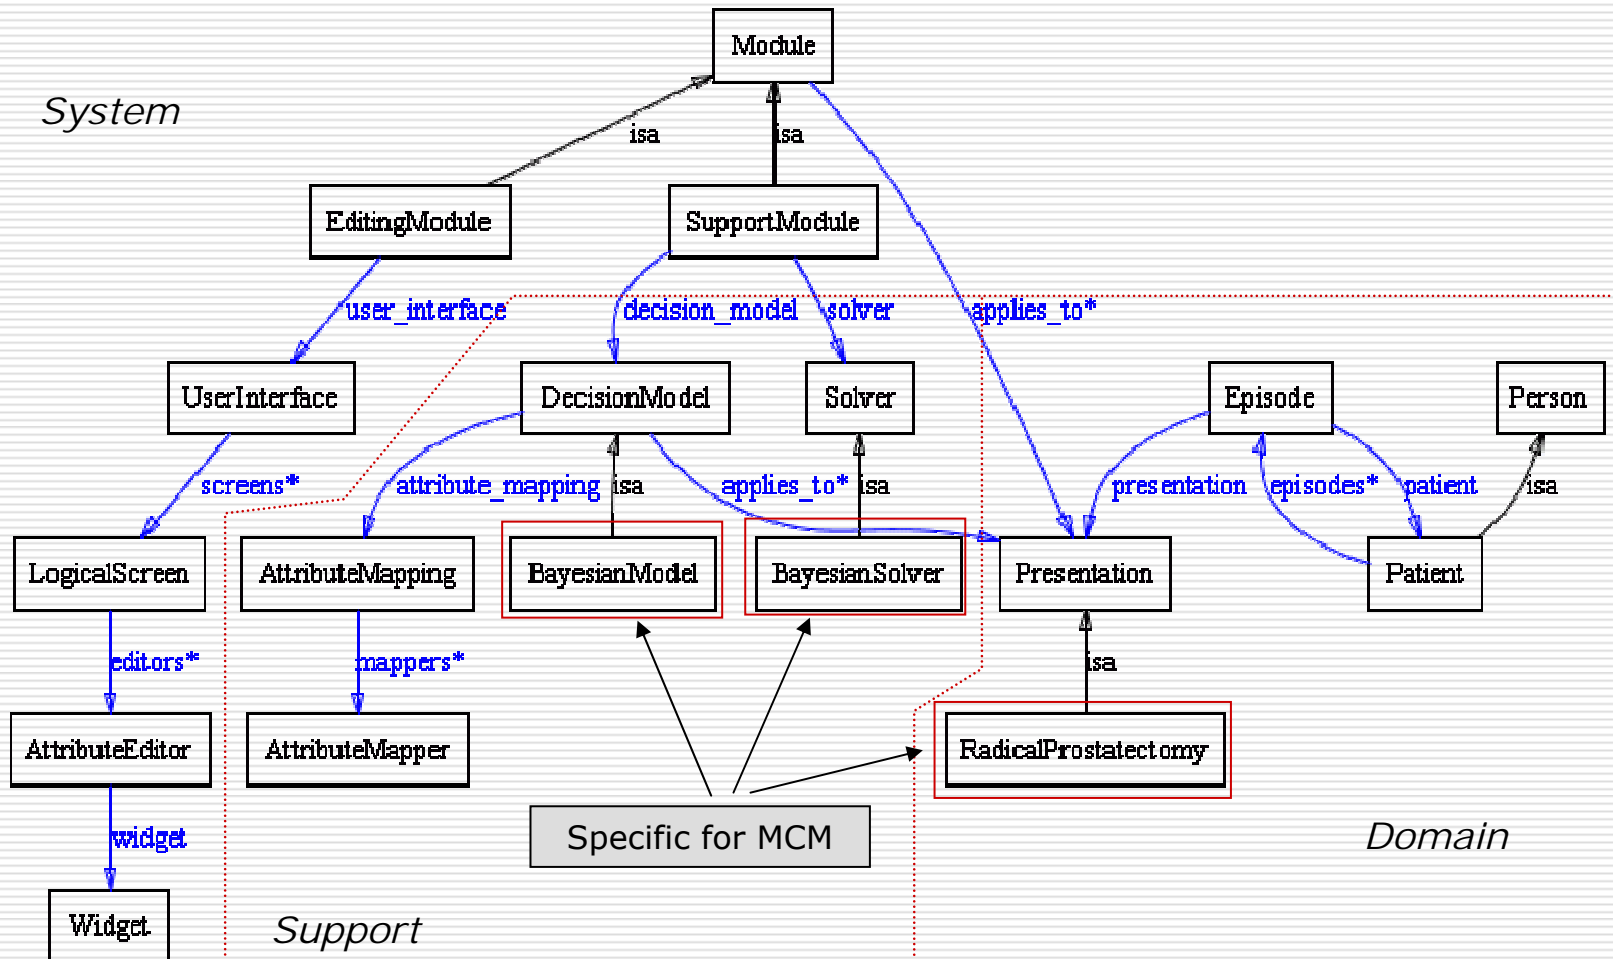 Module
System
isa
isa
EditingModule
SupportModule
user_interface
decision_model
solver
applies_to*
UserInterface
DecisionModel
Solver
Episode
Person
screens*
attribute_mapping
isa
applies_to*
isa
presentation
episodes*
patient
isa
LogicalScreen
AttributeMapping
BayesianModel
BayesianSolver
Presentation
Patient
editors*
mappers*
isa
AttributeEditor
AttributeMapper
RadicalProstatectomy
widget
Specific for MCM
Domain
Widget
Support